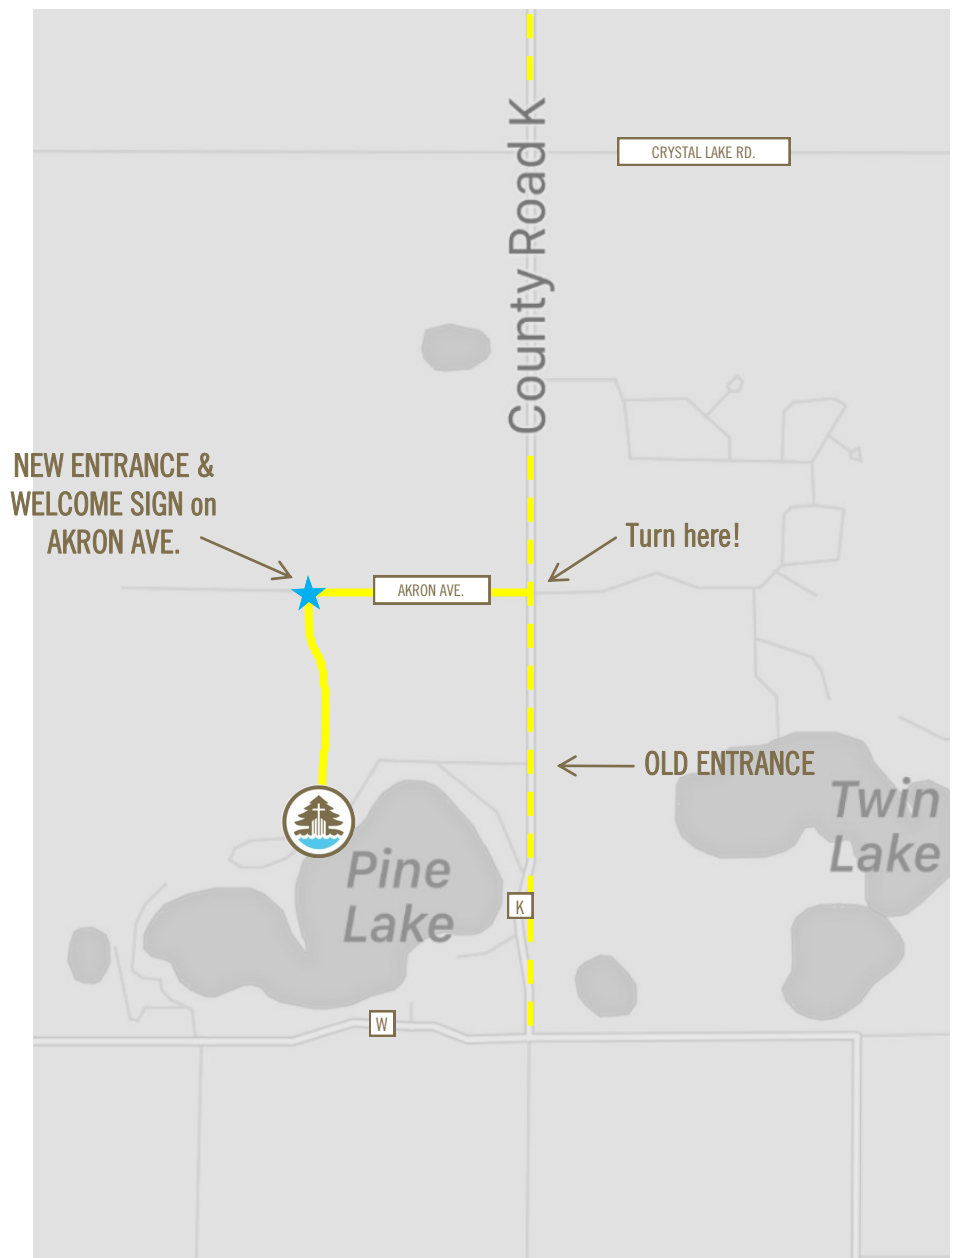 County Road K
CRYSTAL LAKE RD.
NEW ENTRANCE &
WELCOME SIGN on
AKRON AVE.
Turn here!
AKRON AVE.
OLD ENTRANCE
Twin
Lake
Pine
Lake
K
W